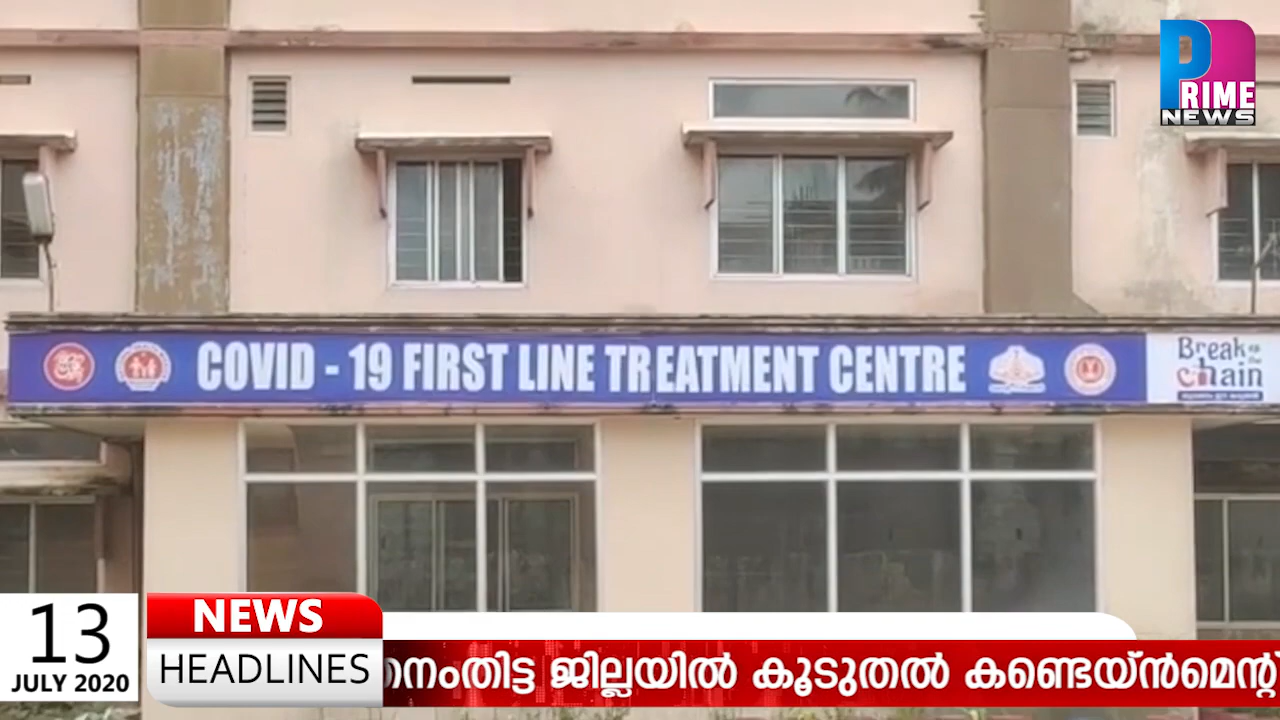 PRIME
NEWS
COVID - 19 FIRST LINE TREATMENT CENTRE
Break
the
chain
13
JULY 2020
NEWS
HEADLINES
ജില്ലയിൽ കൂടുതൽ കണ്ടെയ്ൻമെന്റ്